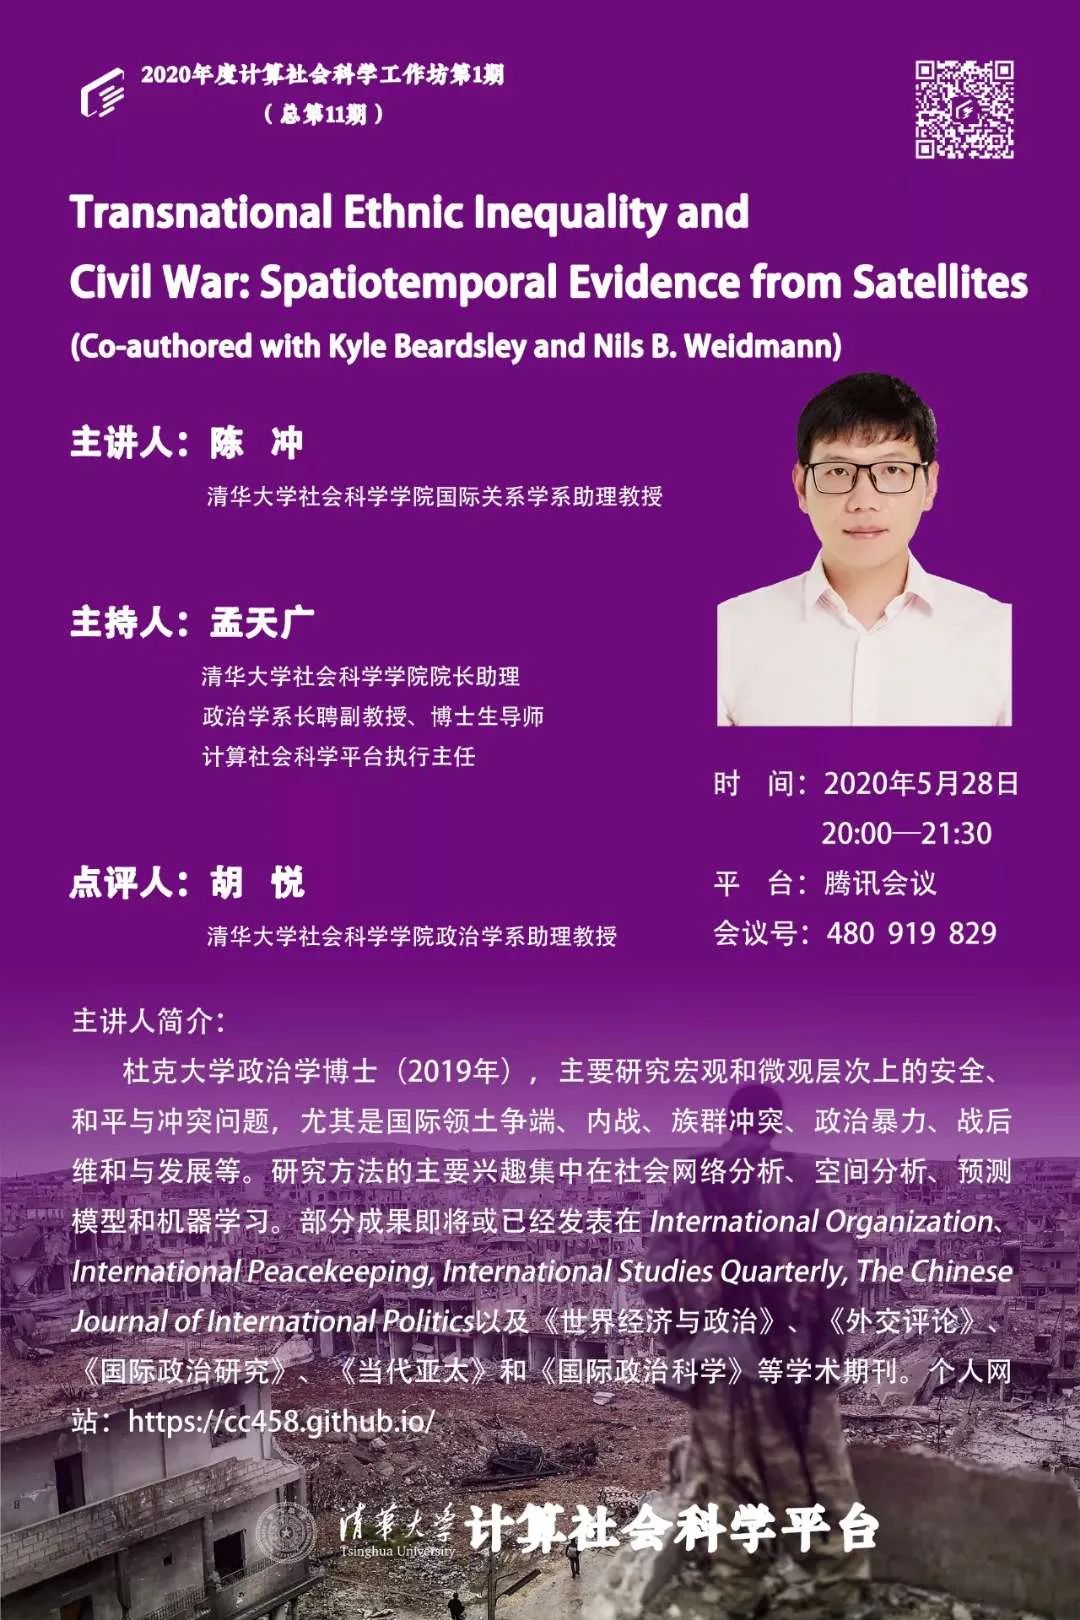 2020年度计算社会科学工作坊第1期
（总第11期）
Transnational Ethnic Inequality and
Civil War: Spatiotemporal Evidence from Satellites
(Co-authored with Kyle Beardsley and Nils B. Weidmann)
主讲人：陈 冲
清华大学社会科学学院国际关系学系助理教授
主持人：孟天广
清华大学社会科学学院院长助理
政治学系长聘副教授、博士生导师
计算社会科学平台执行主任
点评人：胡 悦
清华大学社会科学学院政治学系助理教授
时 间：2020年5月28日
20:00—21:30
平 台：腾讯会议
会议号：480 919 829
主讲人简介：
杜克大学政治学博士（2019年），主要研究宏观和微观层次上的安全、
和平与冲突问题，尤其是国际领土争端、内战、族群冲突、政治暴力、战后
维和与发展等。研究方法的主要兴趣集中在社会网络分析、空间分析、预测
模型和机器学习。部分成果即将或已经发表在 International Organization、
International Peacekeeping, International Studies Quarterly, The Chinese
Journal of International Politics以及《世界经济与政治》、《外交评论》、
《国际政治研究》、《当代亚太》和《国际政治科学》等学术期刊。个人网
站：https://cc458.github.io/
清华大学 计算社会科学平台
Tsinghua University